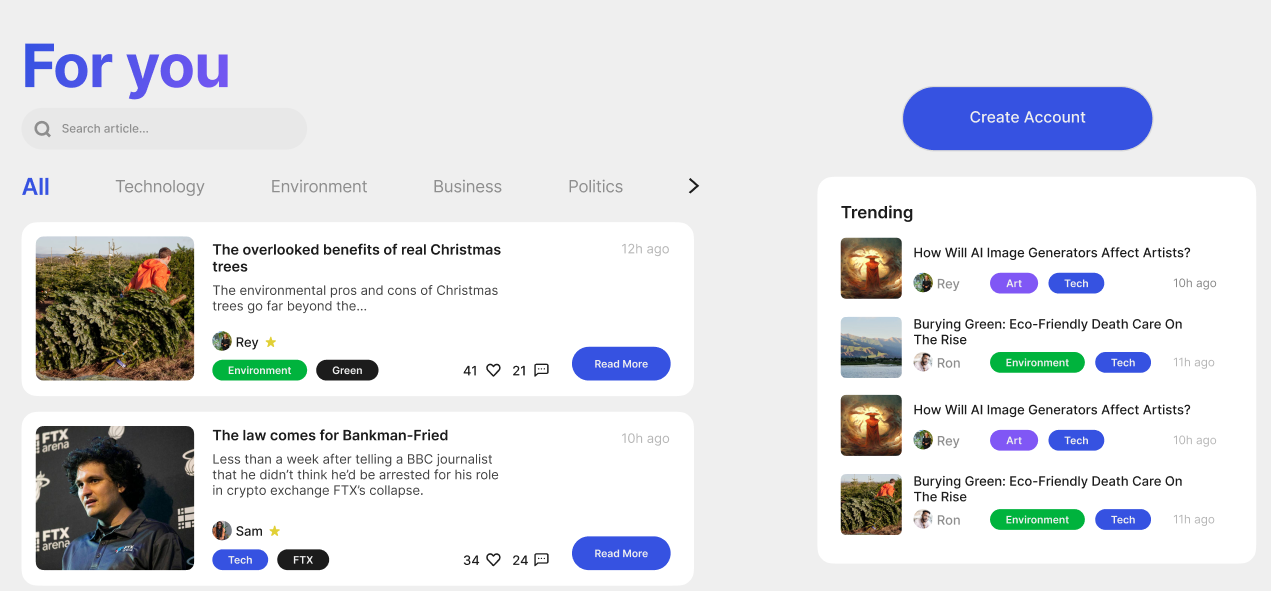 For you
Search article...
All Technology Environment Business Politics
The overlooked benefits of real Christmas
trees
12h ago
The environmental pros and cons of Christmas
trees go far beyond the...
Rey
Environment Green
41 21
Read More
FTX
arena
FTX
arena
The law comes for Bankman-Fried
10h ago
Less than a week after telling a BBC journalist
that he didn't think he'd be arrested for his role
in crypto exchange FTX's collapse.
Sam
Tech FTX
34 24
Read More
Create Account
Trending
How Will AI Image Generators Affect Artists?
Rey Art Tech 10h ago
Burying Green: Eco-Friendly Death Care On
The Rise
Ron Environment Tech 11h ago
How Will AI Image Generators Affect Artists?
Rey Art Tech 10h ago
Burying Green: Eco-Friendly Death Care On
The Rise
Ron Environment Tech 11h ago